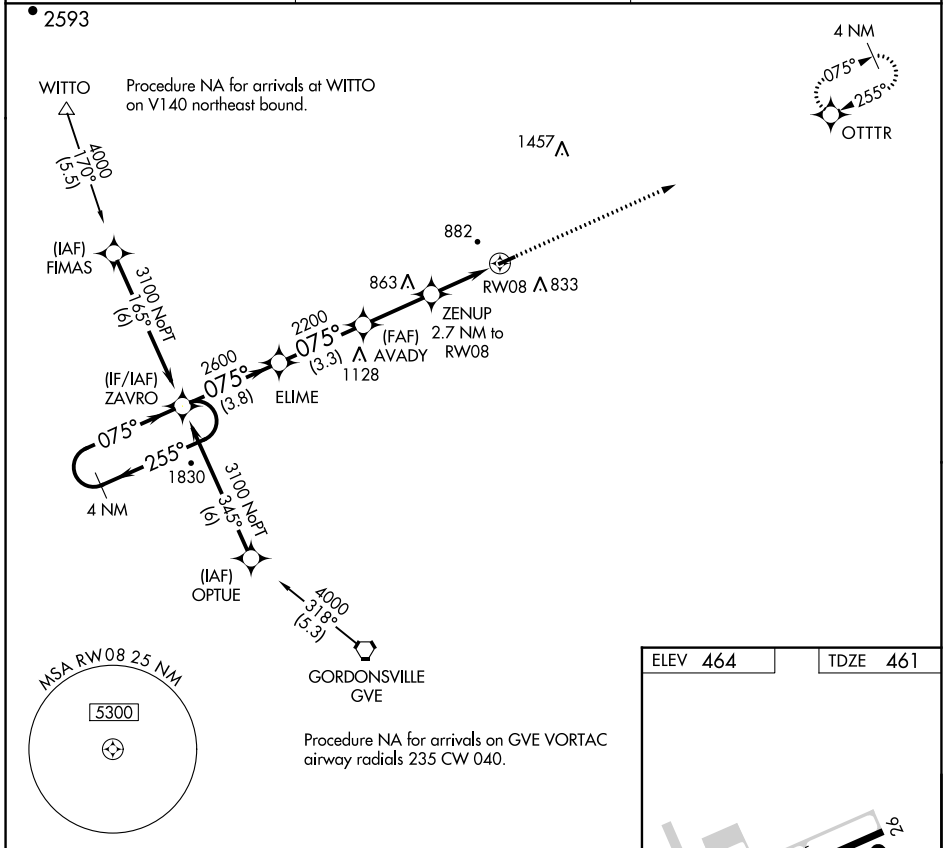 2593
4 NM
WITTO
Procedure NA for arrivals at WITTO
on V140 northeast bound.
075°
255°
OTTTR
4000
170°
(5.5)
1457
(IAF)
FIMAS
882
3100 NoPT
165°
(6)
863
RW08
833
ZENUP
2.7 NM to
RW08
2200
075°
(3.3)
(FAF)
AVADY
1128
(IF/IAF)
ZAVRO
2600
075°
(3.8)
ELIME
075°
255°
1830
4 NM
3100 NoPT
345°
(6)
(IAF)
OPTUE
4000
318°
(5.3)
GORDONSVILLE
GVE
MSA RW08 25 NM
5300
Procedure NA for arrivals on GVE VORTAC
airway radials 235 CW 040.
ELEV 464
TDZE 461
26